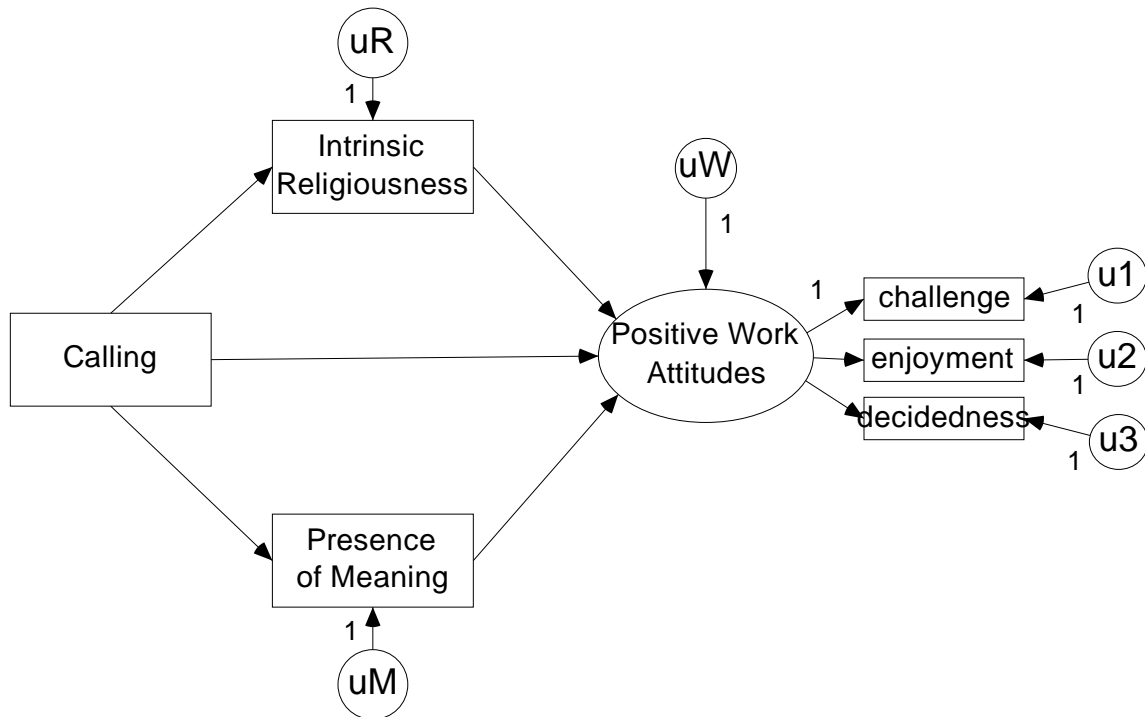 uR
1
Intrinsic
Religiousness
uW
1
Calling
Positive Work
Attitudes
1
challenge
u1
1
enjoyment
u2
1
decidedness
u3
1
Presence
of Meaning
1
uM